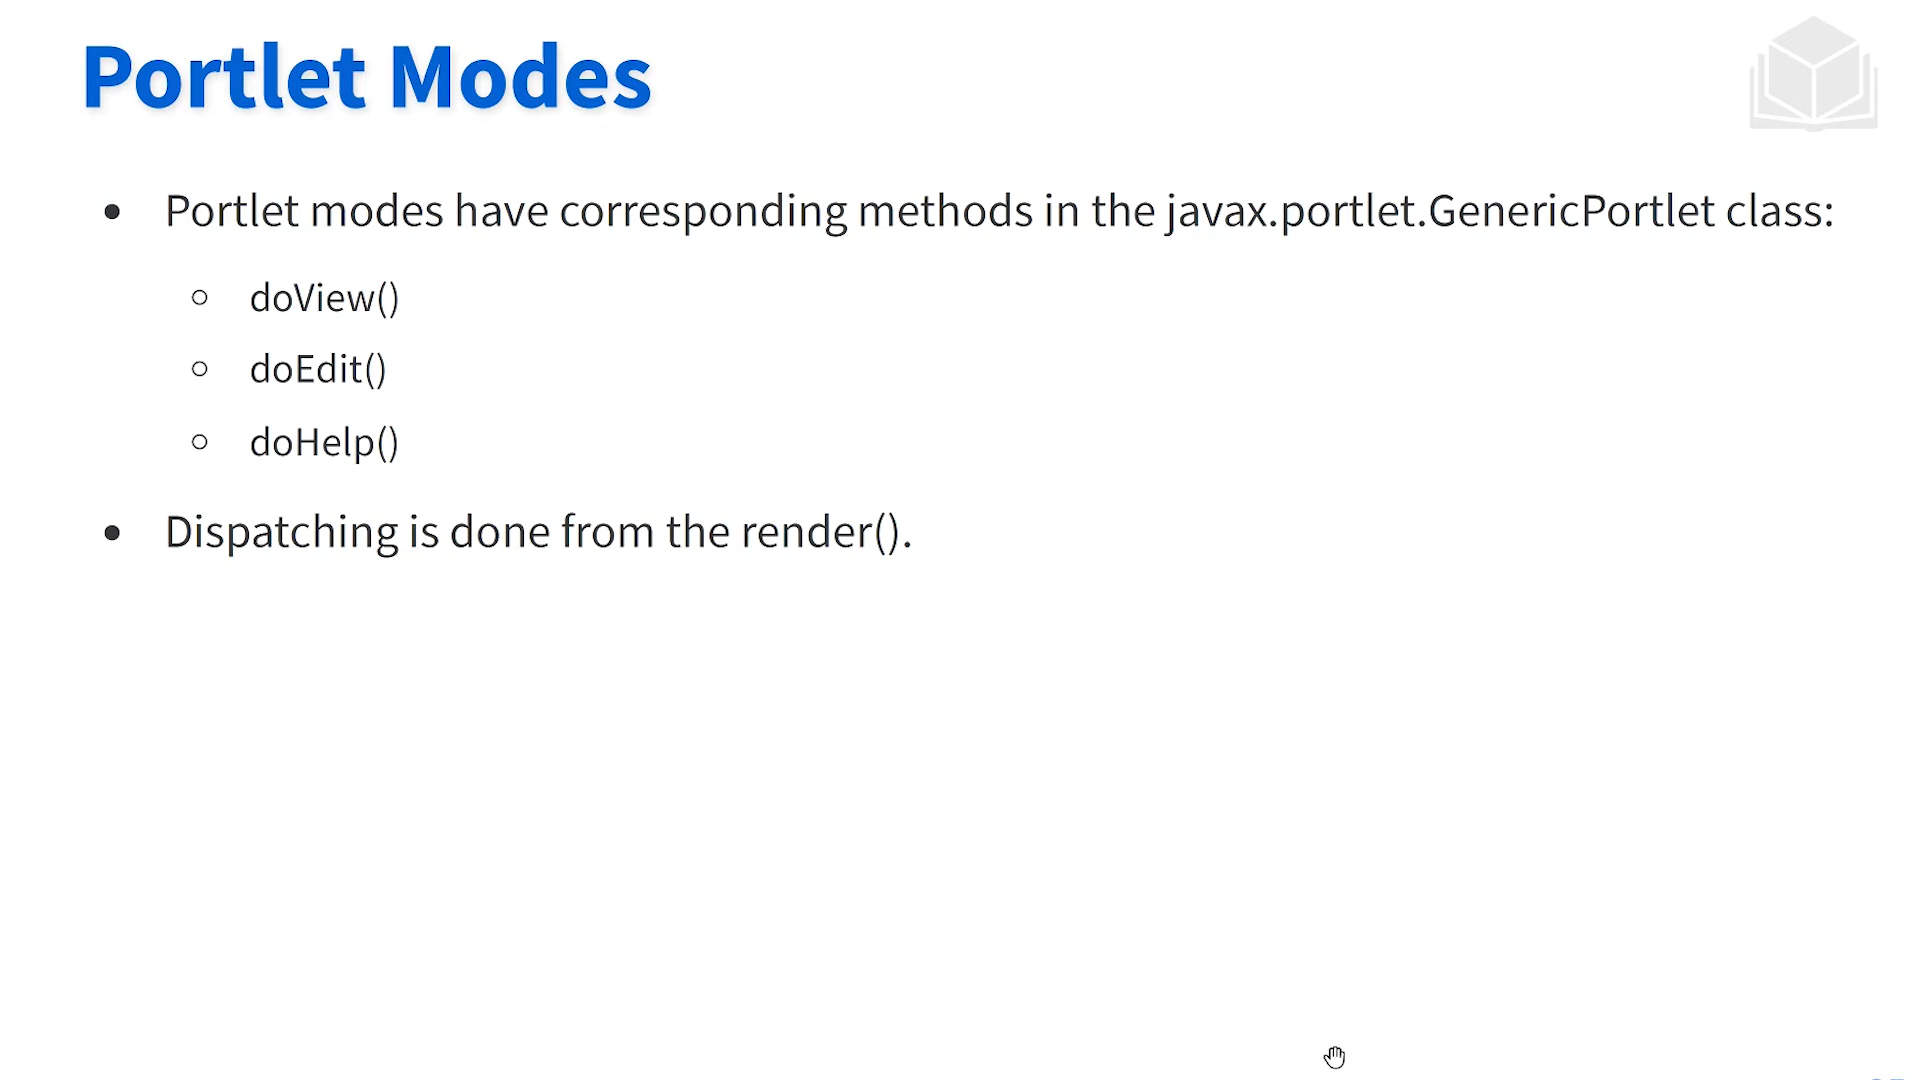 Portlet Modes
• Portlet modes have corresponding methods in the javax.portlet.GenericPortlet class:
○ doView()
○ doEdit()
○ doHelp()
• Dispatching is done from the render().